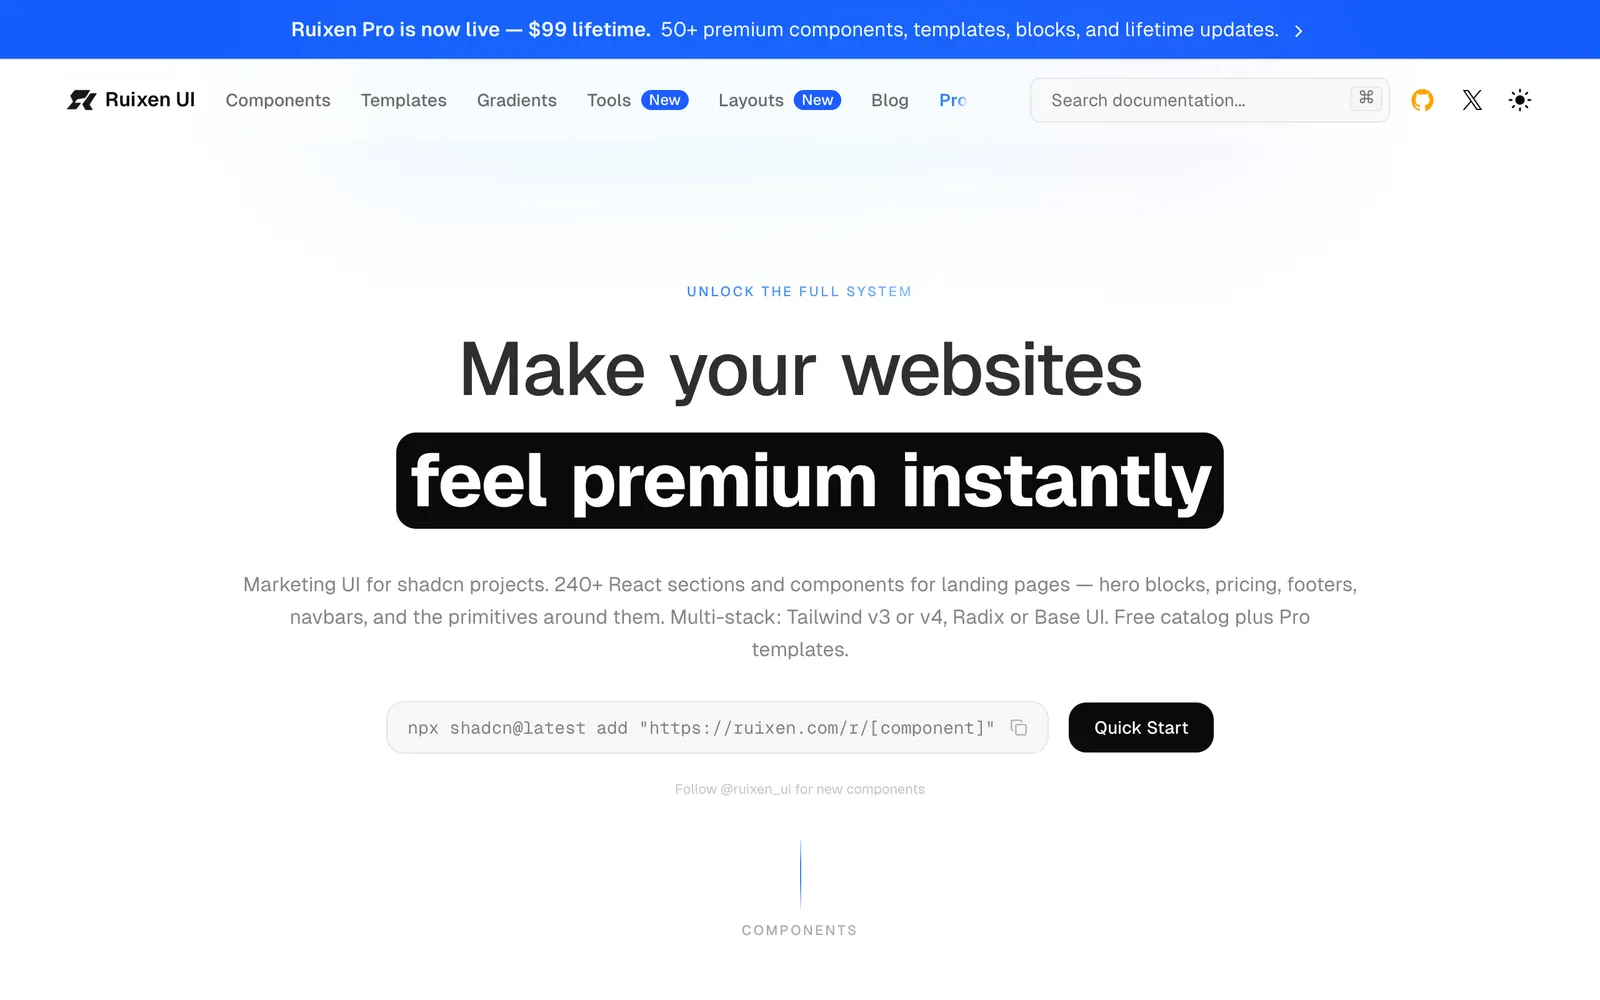 Ruixen Pro is now live — $99 lifetime. 50+ premium components, templates, blocks, and lifetime updates.
Ruixen UI Components Templates Gradients Tools New Layouts New Blog Pro Search documentation... ⌘
UNLOCK THE FULL SYSTEM
Make your websites
feel premium instantly
Marketing UI for shadcn projects. 240+ React sections and components for landing pages — hero blocks, pricing, footers,
navbars, and the primitives around them. Multi-stack: Tailwind v3 or v4, Radix or Base UI. Free catalog plus Pro
templates.
npx shadcn@latest add "https://ruixen.com/r/[component]" Quick Start
Follow @ruixen_ui for new components
COMPONENTS